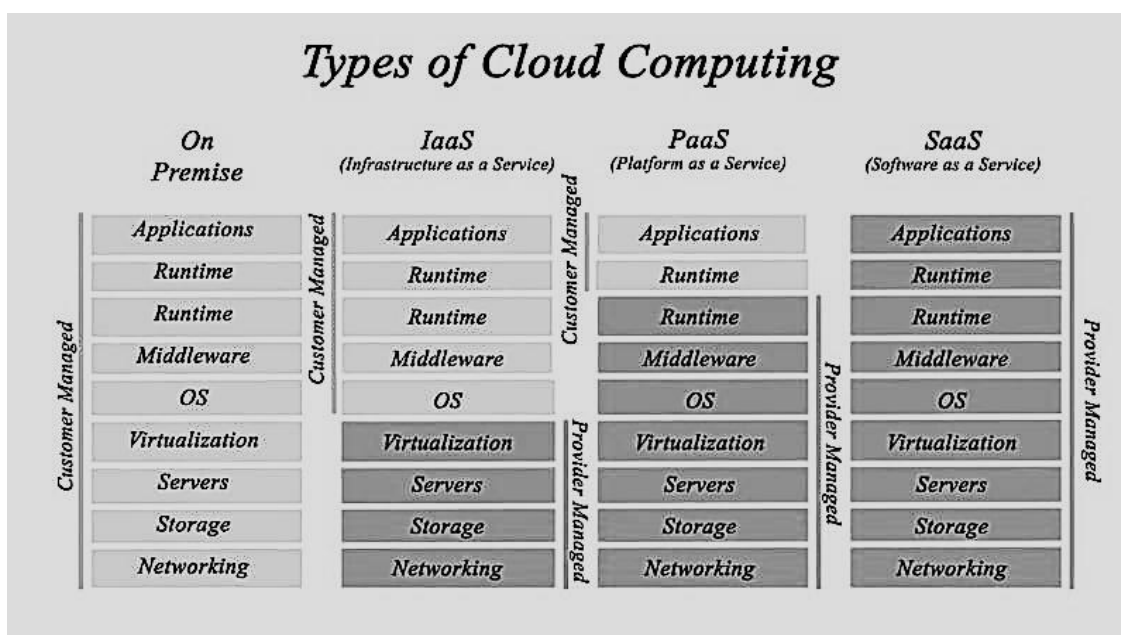 Types of Cloud Computing
On
Premise
Customer Managed
Applications
Runtime
Runtime
Middleware
OS
Virtualization
Servers
Storage
Networking
IaaS
(Infrastructure as a Service)
Customer Managed
Applications
Runtime
Runtime
Middleware
OS
Virtualization
Servers
Storage
Networking
Provider Managed
PaaS
(Platform as a Service)
Customer Managed
Applications
Runtime
Runtime
Middleware
OS
Virtualization
Servers
Storage
Networking
Provider Managed
SaaS
(Software as a Service)
Applications
Runtime
Runtime
Middleware
OS
Virtualization
Servers
Storage
Networking
Provider Managed